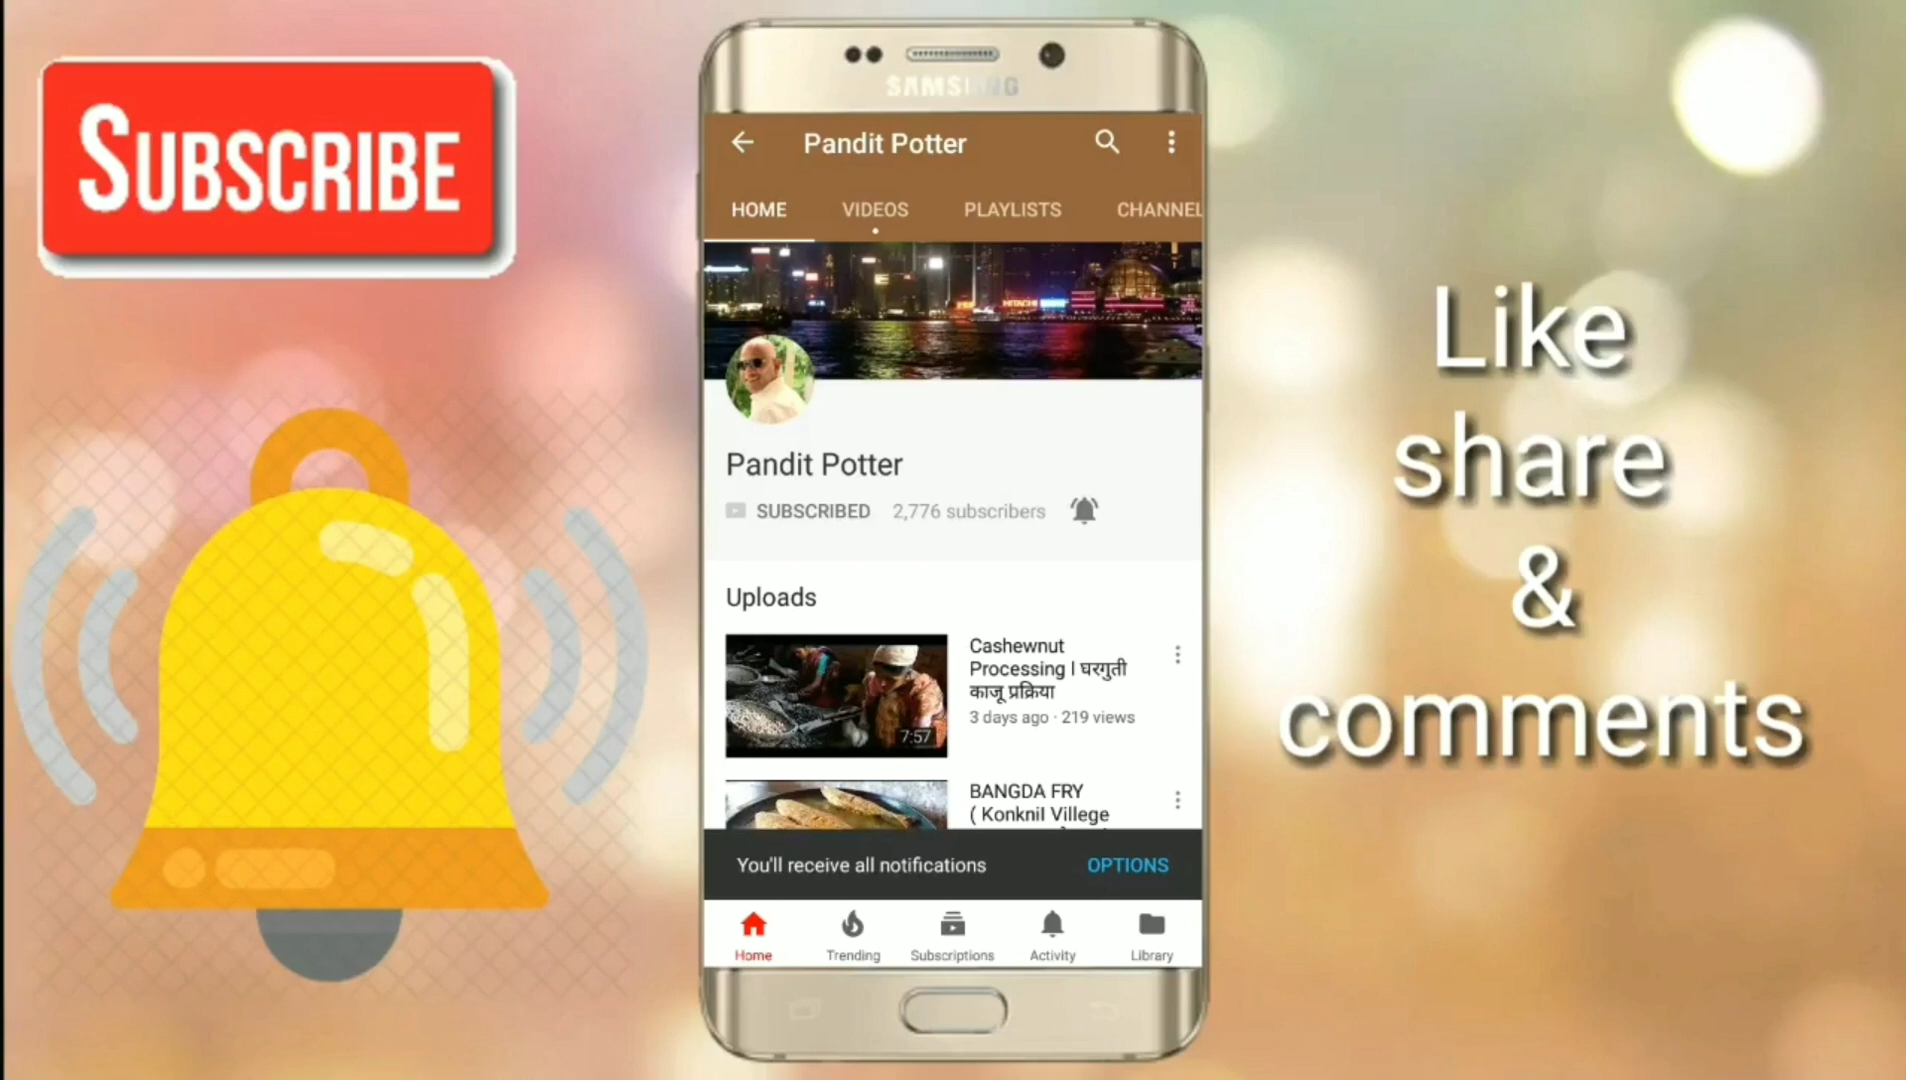 SUBSCRIBE
SAMSUNG
Pandit Potter
HOME VIDEOS PLAYLISTS CHANNEL
HITACHI
Pandit Potter
SUBSCRIBED 2,776 subscribers
Uploads
Cashewnut
Processing l घरगुती
काजू प्रक्रिया
3 days ago · 219 views
7:57
BANGDA FRY
( Konknil Villege
You'll receive all notifications OPTIONS
Home Trending Subscriptions Activity Library
Like
share
&
comments